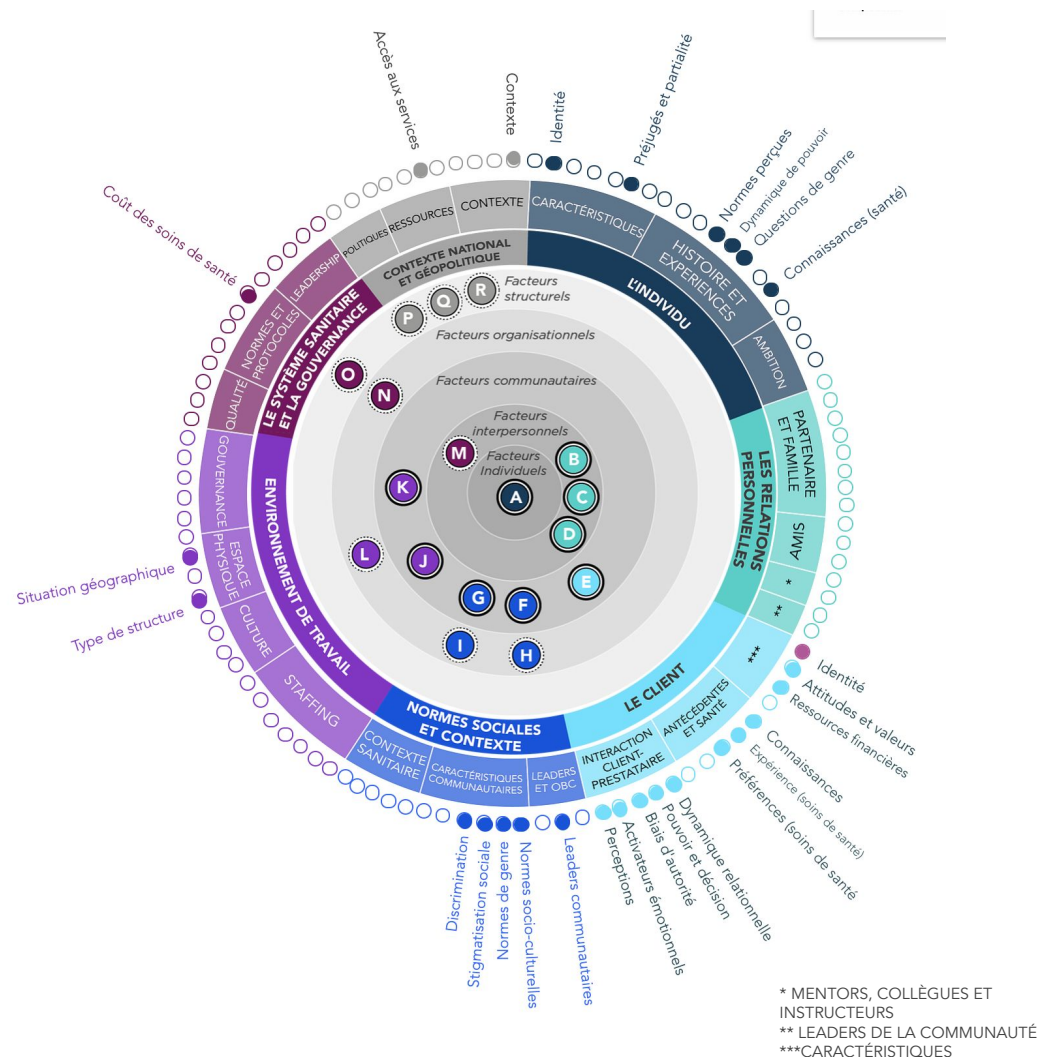 Accès aux services
Contexte
Identité
Préjugés et partialité
Normes perçues
Dynamique de pouvoir
Questions de genre
Connaissances (santé)
Coût des soins de santé
POLITIQUES
RESSOURCES
CONTEXTE
CARACTÉRISTIQUES
HISTOIRE ET
EXPÉRIENCES
AMBITION
LEADERSHIP
NORMES ET
PROTOCOLES
QUALITÉ
CONTEXTE NATIONAL
ET GÉOPOLITIQUE
L'INDIVIDU
LE SYSTÈME SANITAIRE
ET LA GOUVERNANCE
Facteurs
structurels
R
Q
P
Facteurs organisationnels
O
N
Facteurs communautaires
Facteurs
interpersonnels
M
Facteurs
Individuels
B
K
A
C
D
L
J
E
G
F
I
H
PARTENAIRE
ET FAMILLE
AMIS
*
**
***
LES RELATIONS
PERSONNELLES
GOUVERNANCE
ESPACE
PHYSIQUE
CULTURE
STAFFING
ENVIRONNEMENT DE TRAVAIL
Situation géographique
Type de structure
LE CLIENT
ANTÉCÉDENTES
ET SANTÉ
INTERACTION
CLIENT-
PRESTATAIRE
NORMES SOCIALES
ET CONTEXTE
CONTEXTE
SANITAIRE
CARACTÉRISTIQUES
COMMUNAUTAIRES
LEADERS
ET OBC
Identité
Attitudes et valeurs
Ressources financières
Connaissances
Expérience (soins de santé)
Préférences (soins de santé
Dynamique relationnelle
Pouvoir et décision
Biais d'autorité
Activateurs émotionnels
Perceptions
Leaders communautaires
Normes socio-culturelles
Normes de genre
Stigmatisation sociale
Discrimination
* MENTORS, COLLÈGUES ET
INSTRUCTEURS
** LEADERS DE LA COMMUNAUTÉ
***CARACTÉRISTIQUES